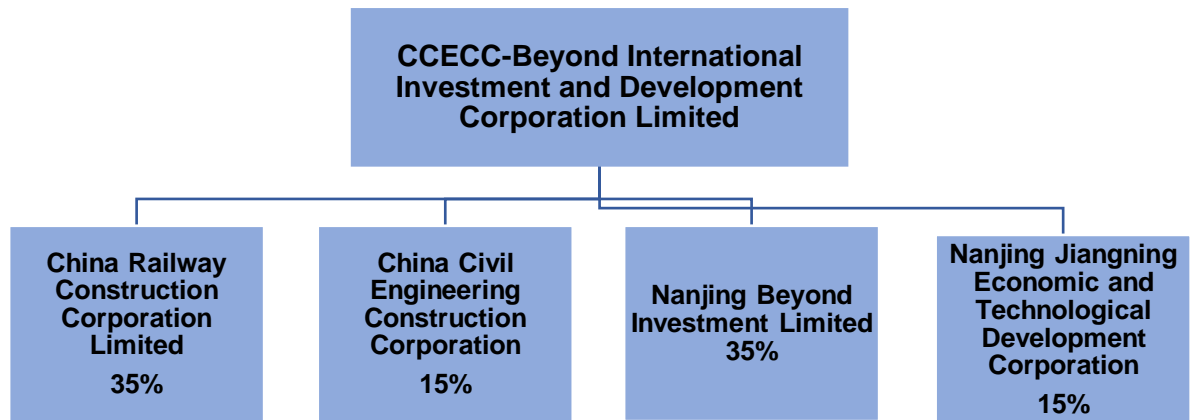 CCECC-Beyond International
Investment and Development
Corporation Limited
China Railway
Construction
Corporation
Limited
35%
China Civil
Engineering
Construction
Corporation
15%
Nanjing Beyond
Investment Limited
35%
Nanjing Jiangning
Economic and
Technological
Development
Corporation
15%